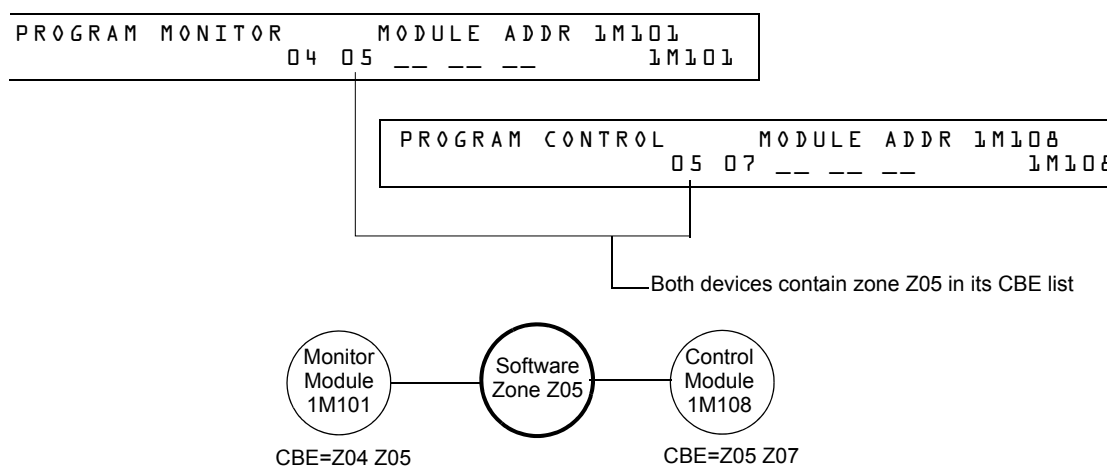 PROGRAM MONITOR MODULE ADDR 1M101
04 05 __ __ __ 1M101
PROGRAM CONTROL MODULE ADDR 1M108
05 07 __ __ __ 1M108
Both devices contain zone Z05 in its CBE list
Monitor
Module
1M101
Software
Zone Z05
Control
Module
1M108
CBE=Z04 Z05
CBE=Z05 Z07